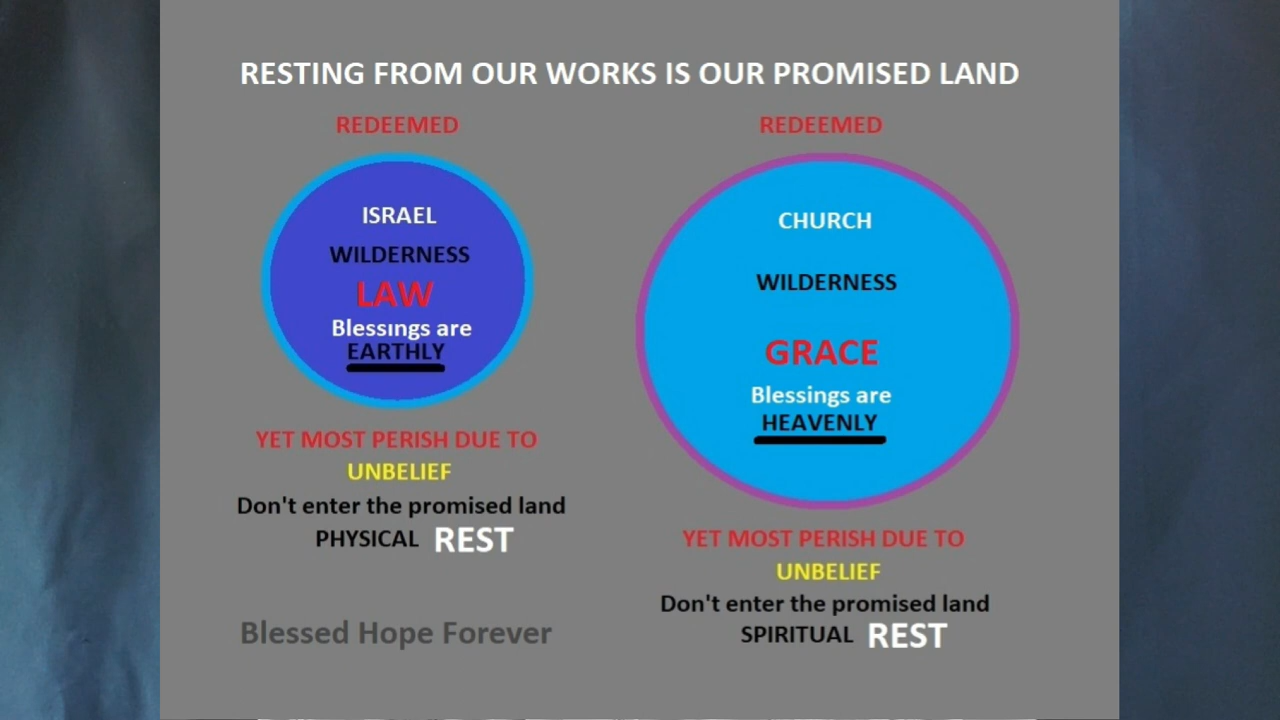 RESTING FROM OUR WORKS IS OUR PROMISED LAND
REDEEMED
ISRAEL
WILDERNESS
LAW
Blessings are
EARTHLY
YET MOST PERISH DUE TO
UNBELIEF
Don't enter the promised land
PHYSICAL REST
Blessed Hope Forever
REDEEMED
CHURCH
WILDERNESS
GRACE
Blessings are
HEAVENLY
YET MOST PERISH DUE TO
UNBELIEF
Don't enter the promised land
SPIRITUAL REST